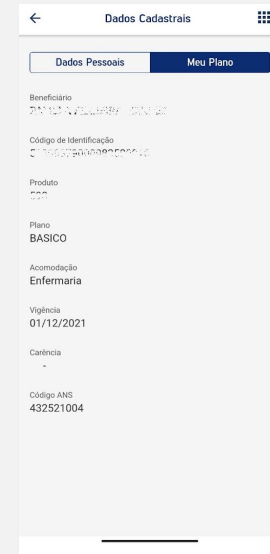 Dados Cadastrais
Dados Pessoais
Meu Plano
Beneficiário
Código de Identificação
Produto
Plano
BASICO
Acomodação
Enfermaria
Vigência
01/12/2021
Carência
-
Código ANS
432521004